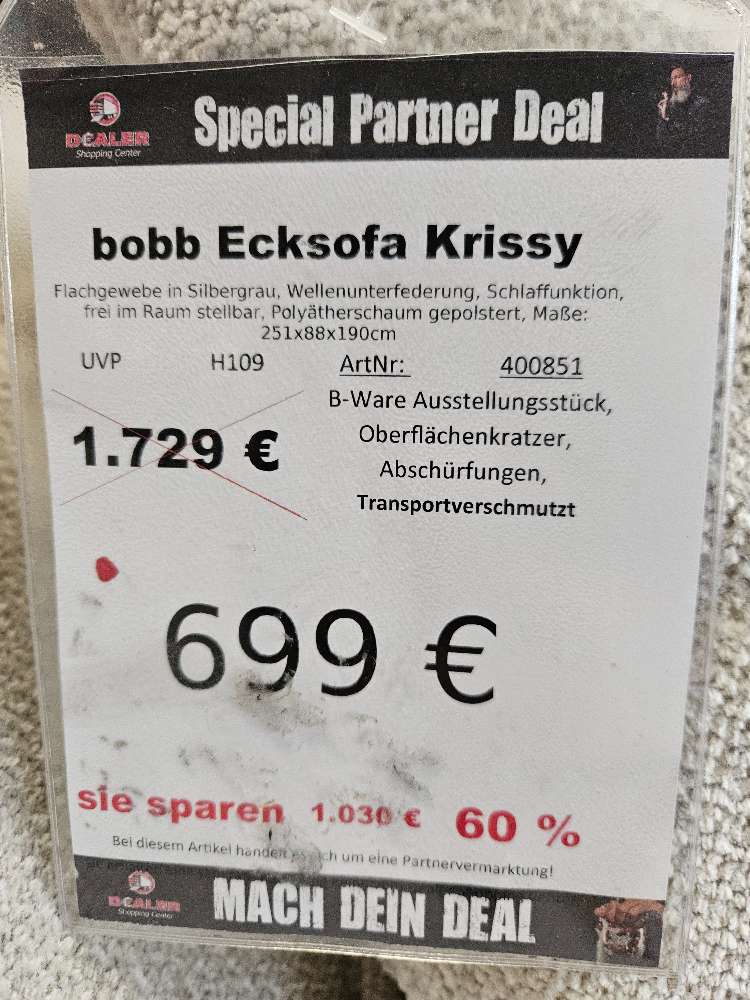 DEALER
Shopping Center
Special Partner Deal
bobb Ecksofa Krissy
Flachgewebe in Silbergrau, Wellenunterfederung, Schlaffunktion,
frei im Raum stellbar, Polyätherschaum gepolstert, Maße:
251x88x190cm
UVP H109 ArtNr: 400851
1.729 €
B-Ware Ausstellungsstück,
Oberflächenkratzer,
Abschürfungen,
Transportverschmutzt
699 €
sie sparen 1.030 € 60 %
Bei diesem Artikel handelt es sich um eine Partnervermarktung!
DEALER
Shopping Center
MACH DEIN DEAL